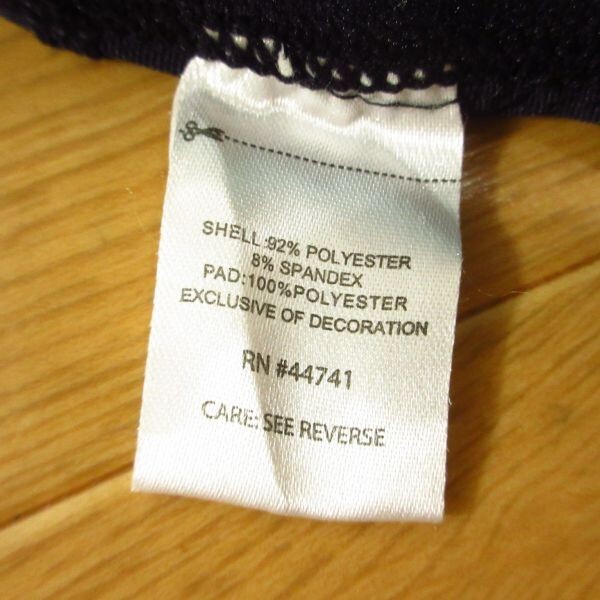 SHELL:92% POLYESTER
8% SPANDEX
PAD:100%POLYESTER
EXCLUSIVE OF DECORATION
RN #44741
CARE: SEE REVERSE